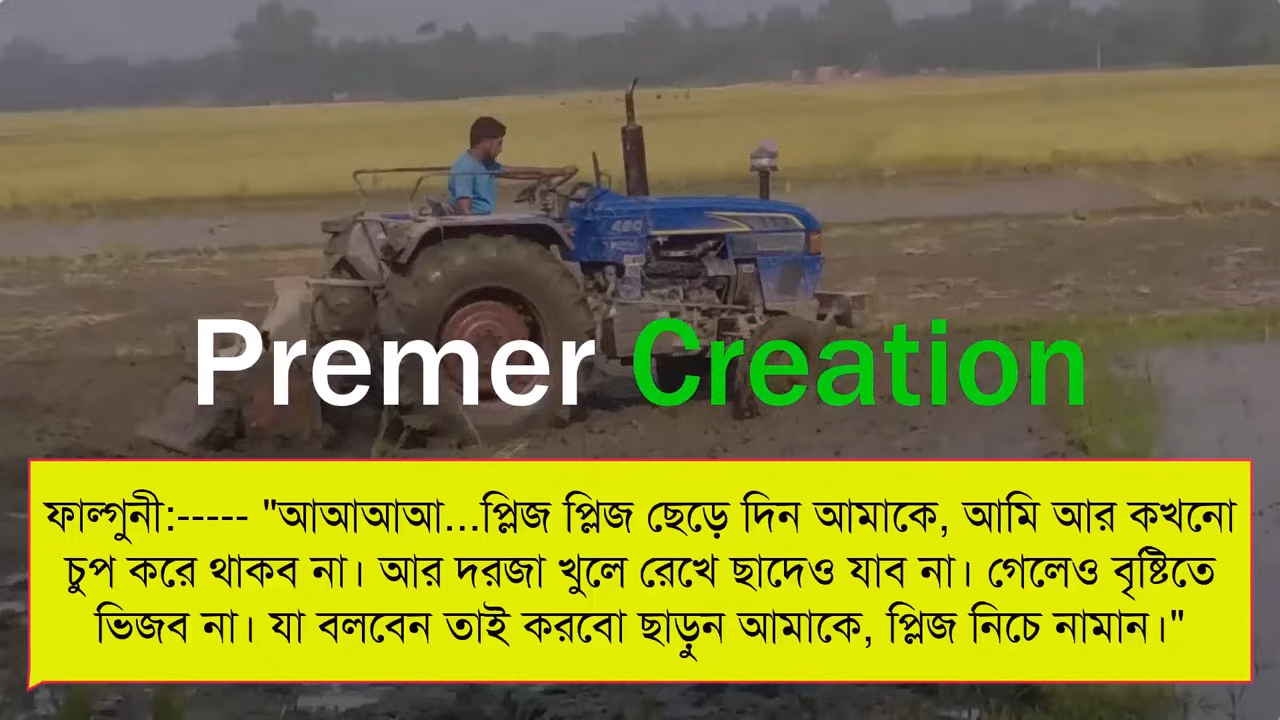 Premer Creation
ফাল্গুনী:----- "আআআআ...প্লিজ প্লিজ ছেড়ে দিন আমাকে, আমি আর কখনো
চুপ করে থাকব না। আর দরজা খুলে রেখে ছাদেও যাব না। গেলেও বৃষ্টিতে
ভিজব না। যা বলবেন তাই করবো ছাড়ুন আমাকে, প্লিজ নিচে নামান।"